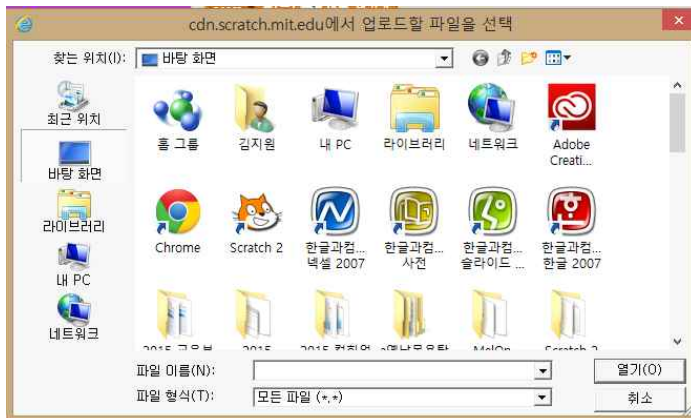 cdn.scratch.mit.edu에서 업로드할 파일을 선택
찾는 위치(I):
바탕 화면
최근 위치
바탕 화면
라이브러리
내 PC
네트워크
홈 그룹
김지원
내 PC
라이브러리
네트워크
Adobe
Creati...
Chrome
Scratch 2
한글과컴...
넥셀 2007
한글과컴...
사전
한글과컴...
슬라이드 ...
한글과컴...
한글 2007
2015
MelOn
Scratch 2
파일 이름(N):
열기(O)
파일 형식(T):
모든 파일 (*.*)
취소